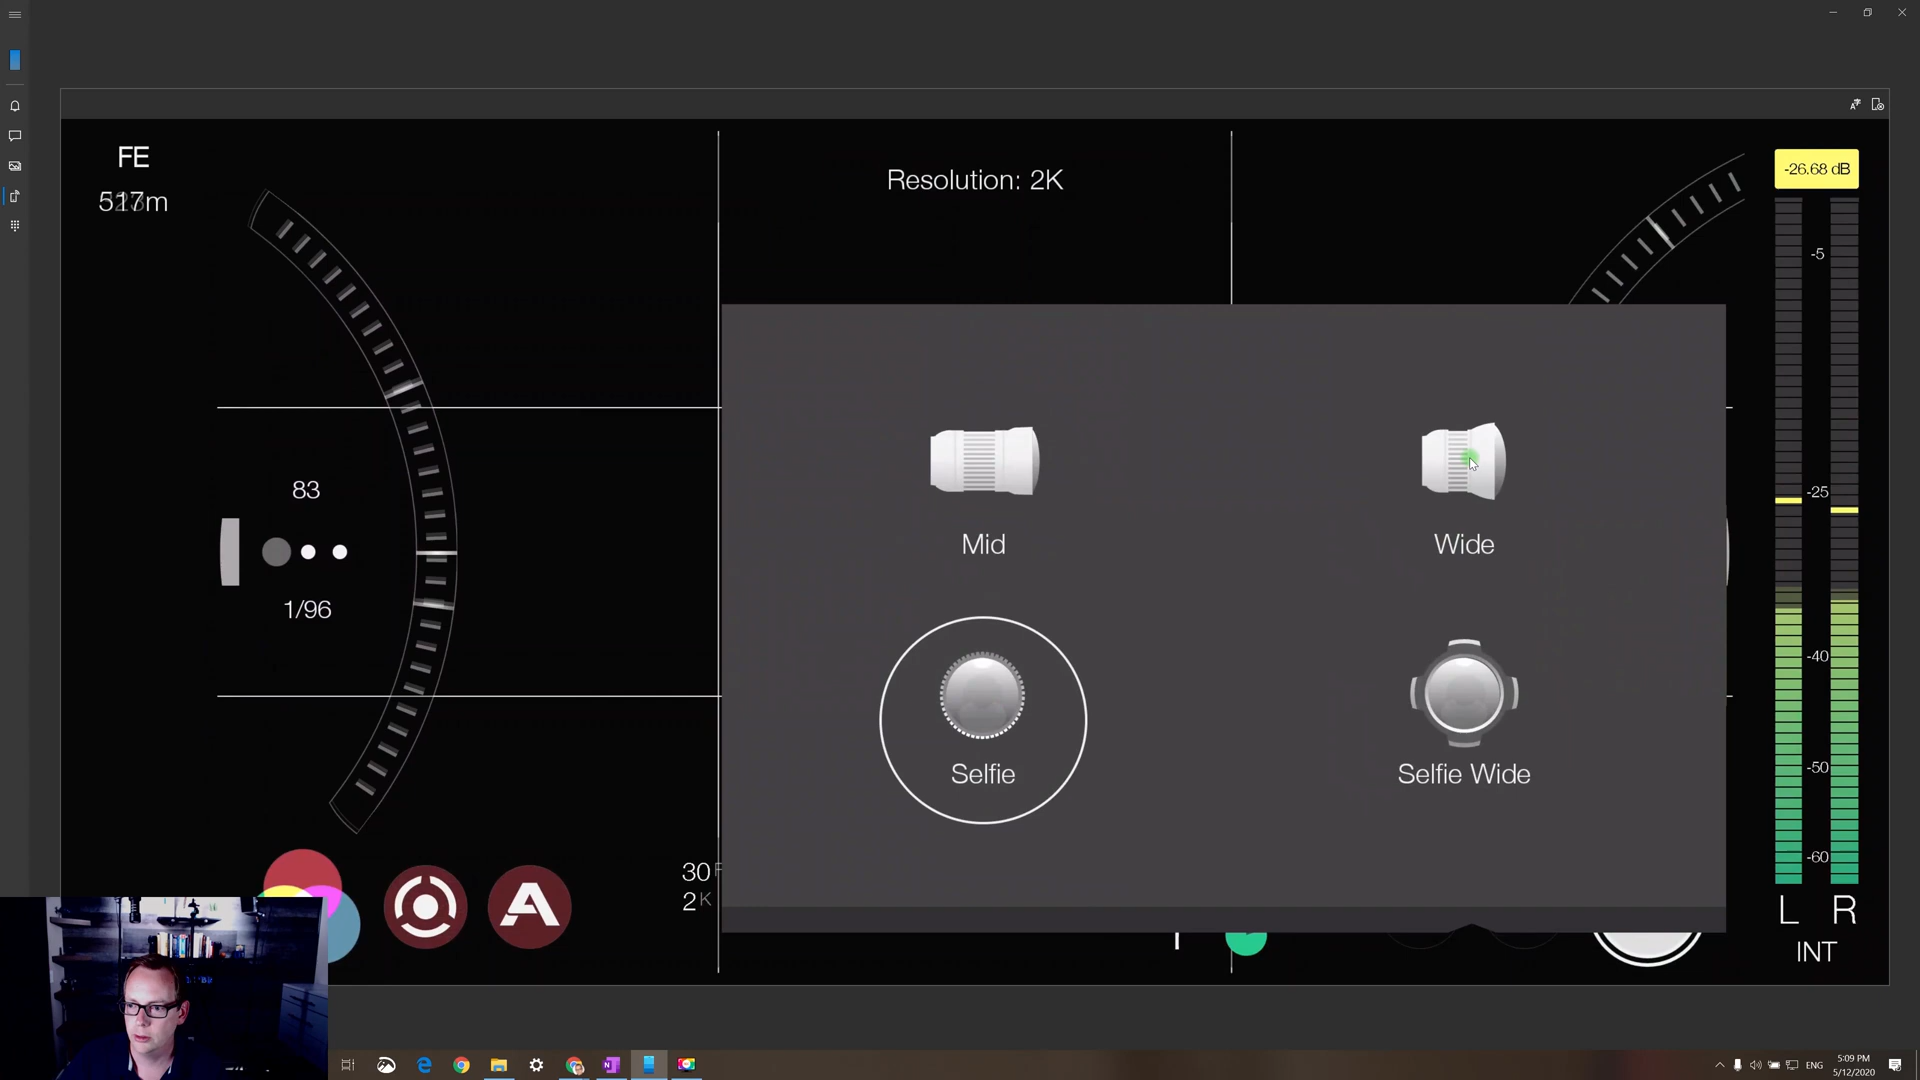 FE
517m
Resolution: 2K
-26.68 dB
-5
83
1/96
Mid
Wide
-25
-40
Selfie
Selfie Wide
-50
30
2K
-60
L R
INT
ENG
5:09 PM
5/12/2020